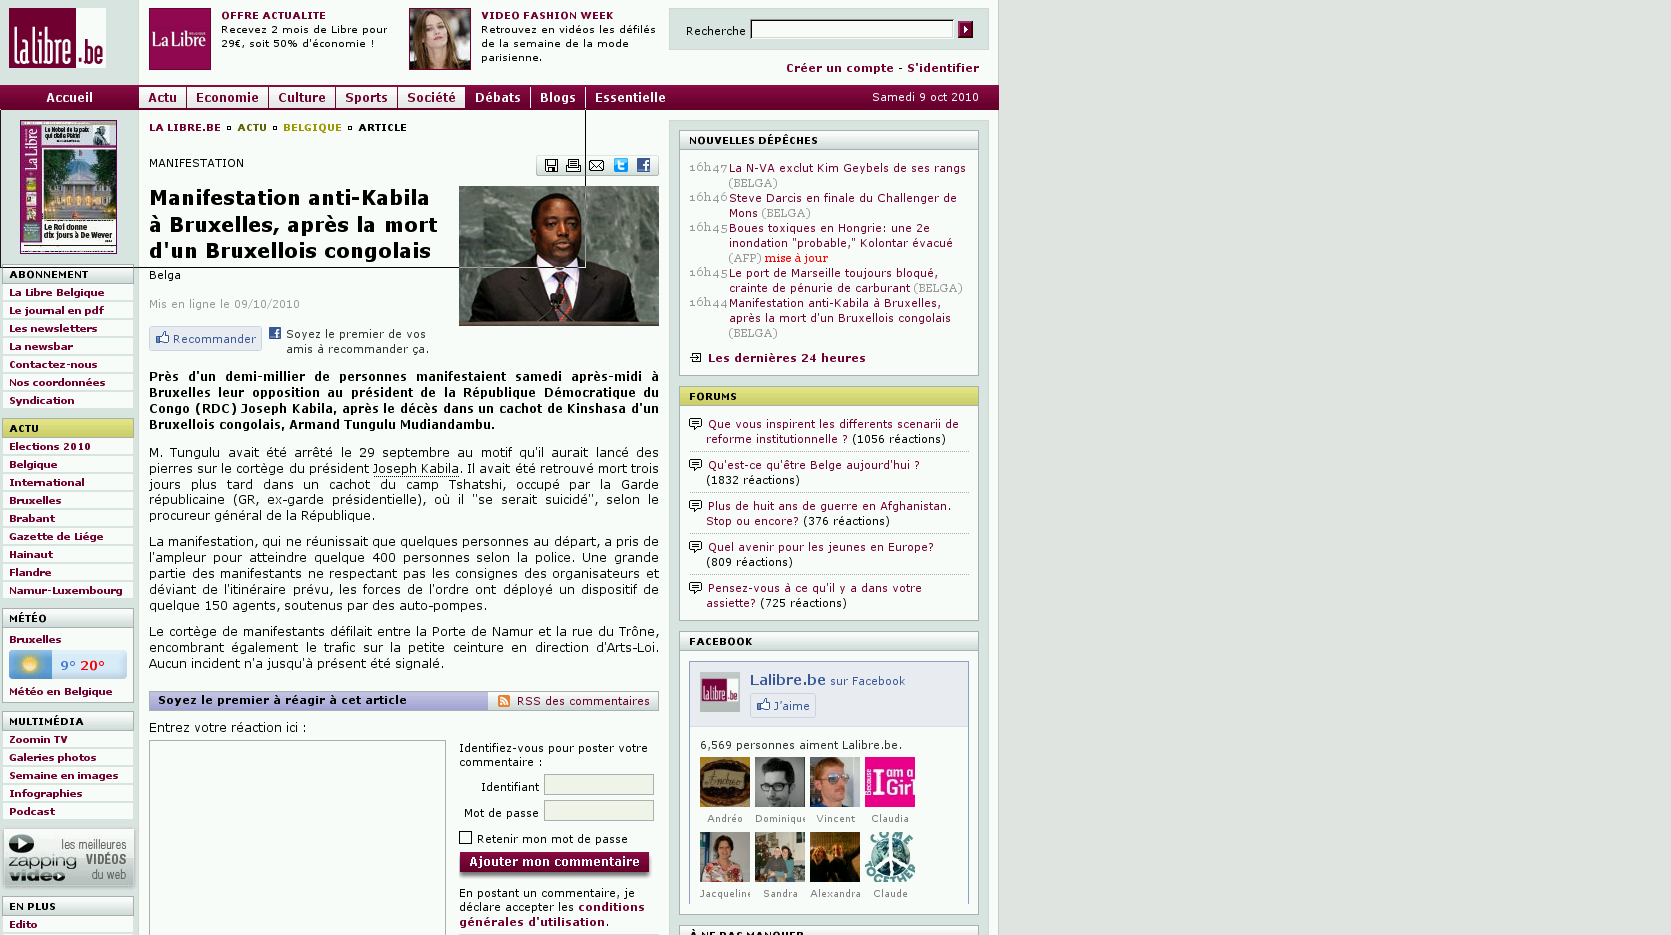 lalibre.be
La Libre
OFFRE ACTUALITE
Recevez 2 mois de Libre pour
29€, soit 50% d'économie !
VIDEO FASHION WEEK
Retrouvez en vidéos les défilés
de la semaine de la mode
parisienne.
Recherche
Créer un compte - S'identifier
Accueil
Actu
Economie
Culture
Sports
Société
Débats
Blogs
Essentielle
Samedi 9 oct 2010
La Libre
Le Roi donne
dix jours à De Wever
ABONNEMENT
La Libre Belgique
Le journal en pdf
Les newsletters
La newsbar
Contactez-nous
Nos coordonnées
Syndication
ACTU
Elections 2010
Belgique
International
Bruxelles
Brabant
Gazette de Liége
Hainaut
Flandre
Namur-Luxembourg
MÉTÉO
Bruxelles
9° 20°
Météo en Belgique
MULTIMÉDIA
Zoomin TV
Galeries photos
Semaine en images
Infographies
Podcast
zapping
video
les meilleures
VIDÉOS
du web
EN PLUS
Edito
LA LIBRE.BE ACTU BELGIQUE ARTICLE
MANIFESTATION
Manifestation anti-Kabila
à Bruxelles, après la mort
d'un Bruxellois congolais
Belga
Mis en ligne le 09/10/2010
Recommander
Soyez le premier de vos
amis à recommander ça.
Près d'un demi-millier de personnes manifestaient samedi après-midi à
Bruxelles leur opposition au président de la République Démocratique du
Congo (RDC) Joseph Kabila, après le décès dans un cachot de Kinshasa d'un
Bruxellois congolais, Armand Tungulu Mudiandambu.
M. Tungulu avait été arrêté le 29 septembre au motif qu'il aurait lancé des
pierres sur le cortège du président Joseph Kabila. Il avait été retrouvé mort trois
jours plus tard dans un cachot du camp Tshatshi, occupé par la Garde
républicaine (GR, ex-garde présidentielle), où il "se serait suicidé", selon le
procureur général de la République.
La manifestation, qui ne réunissait que quelques personnes au départ, a pris de
l'ampleur pour atteindre quelque 400 personnes selon la police. Une grande
partie des manifestants ne respectant pas les consignes des organisateurs et
déviant de l'itinéraire prévu, les forces de l'ordre ont déployé un dispositif de
quelque 150 agents, soutenus par des auto-pompes.
Le cortège de manifestants défilait entre la Porte de Namur et la rue du Trône,
encombrant également le trafic sur la petite ceinture en direction d'Arts-Loi.
Aucun incident n'a jusqu'à présent été signalé.
Soyez le premier à réagir à cet article
RSS des commentaires
Entrez votre réaction ici :
Identifiez-vous pour poster votre
commentaire :
Identifiant
Mot de passe
Retenir mon mot de passe
Ajouter mon commentaire
En postant un commentaire, je
déclare accepter les conditions
générales d'utilisation.
NOUVELLES DÉPÊCHES
16h47 La N-VA exclut Kim Geybels de ses rangs
(BELGA)
16h46 Steve Darcis en finale du Challenger de
Mons (BELGA)
16h45 Boues toxiques en Hongrie: une 2e
inondation "probable," Kolontar évacué
(AFP) mise à jour
16h45 Le port de Marseille toujours bloqué,
crainte de pénurie de carburant (BELGA)
16h44 Manifestation anti-Kabila à Bruxelles,
après la mort d'un Bruxellois congolais
(BELGA)
Les dernières 24 heures
FORUMS
Que vous inspirent les differents scenarii de
reforme institutionnelle ? (1056 réactions)
Qu'est-ce qu'être Belge aujourd'hui ?
(1832 réactions)
Plus de huit ans de guerre en Afghanistan.
Stop ou encore? (376 réactions)
Quel avenir pour les jeunes en Europe?
(809 réactions)
Pensez-vous à ce qu'il y a dans votre
assiette? (725 réactions)
FACEBOOK
lalibre.be
Lalibre.be sur Facebook
J'aime
6,569 personnes aiment Lalibre.be.
Because
I am a
Girl
Andréo
Dominique
Vincent
Claudia
COME
TOGETHER
Jacqueline
Sandra
Alexandra
Claude
À NE PAS MANQUER